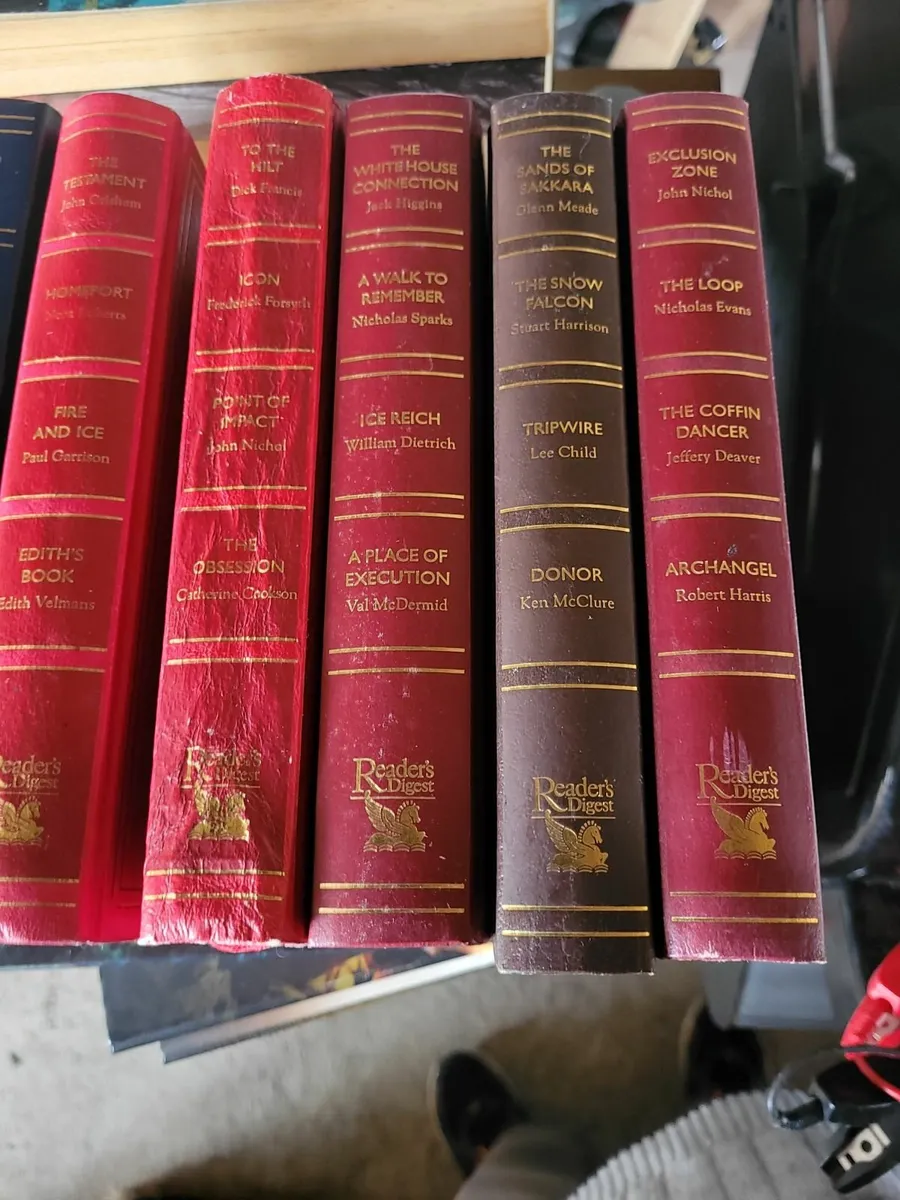 THE
TESTAMENT
John Grisham
HOMEPORT
Nora Roberts
FIRE
AND ICE
Paul Garrison
EDITH'S
BOOK
Edith Velmans
Reader's
Digest
TO THE
HILT
Dick Francis
ICON
Frederick Forsyth
POINT OF
IMPACT
John Nichol
THE
OBSESSION
Catherine Cookson
Reader's
Digest
THE
WHITE HOUSE
CONNECTION
Jack Higgins
A WALK TO
REMEMBER
Nicholas Sparks
ICE REICH
William Dietrich
A PLACE OF
EXECUTION
Val McDermid
Reader's
Digest
THE
SANDS OF
SAKKARA
Glenn Meade
THE SNOW
FALCON
Stuart Harrison
TRIPWIRE
Lee Child
DONOR
Ken McClure
Reader's
Digest
EXCLUSION
ZONE
John Nichol
THE LOOP
Nicholas Evans
THE COFFIN
DANCER
Jeffery Deaver
ARCHANGEL
Robert Harris
Reader's
Digest